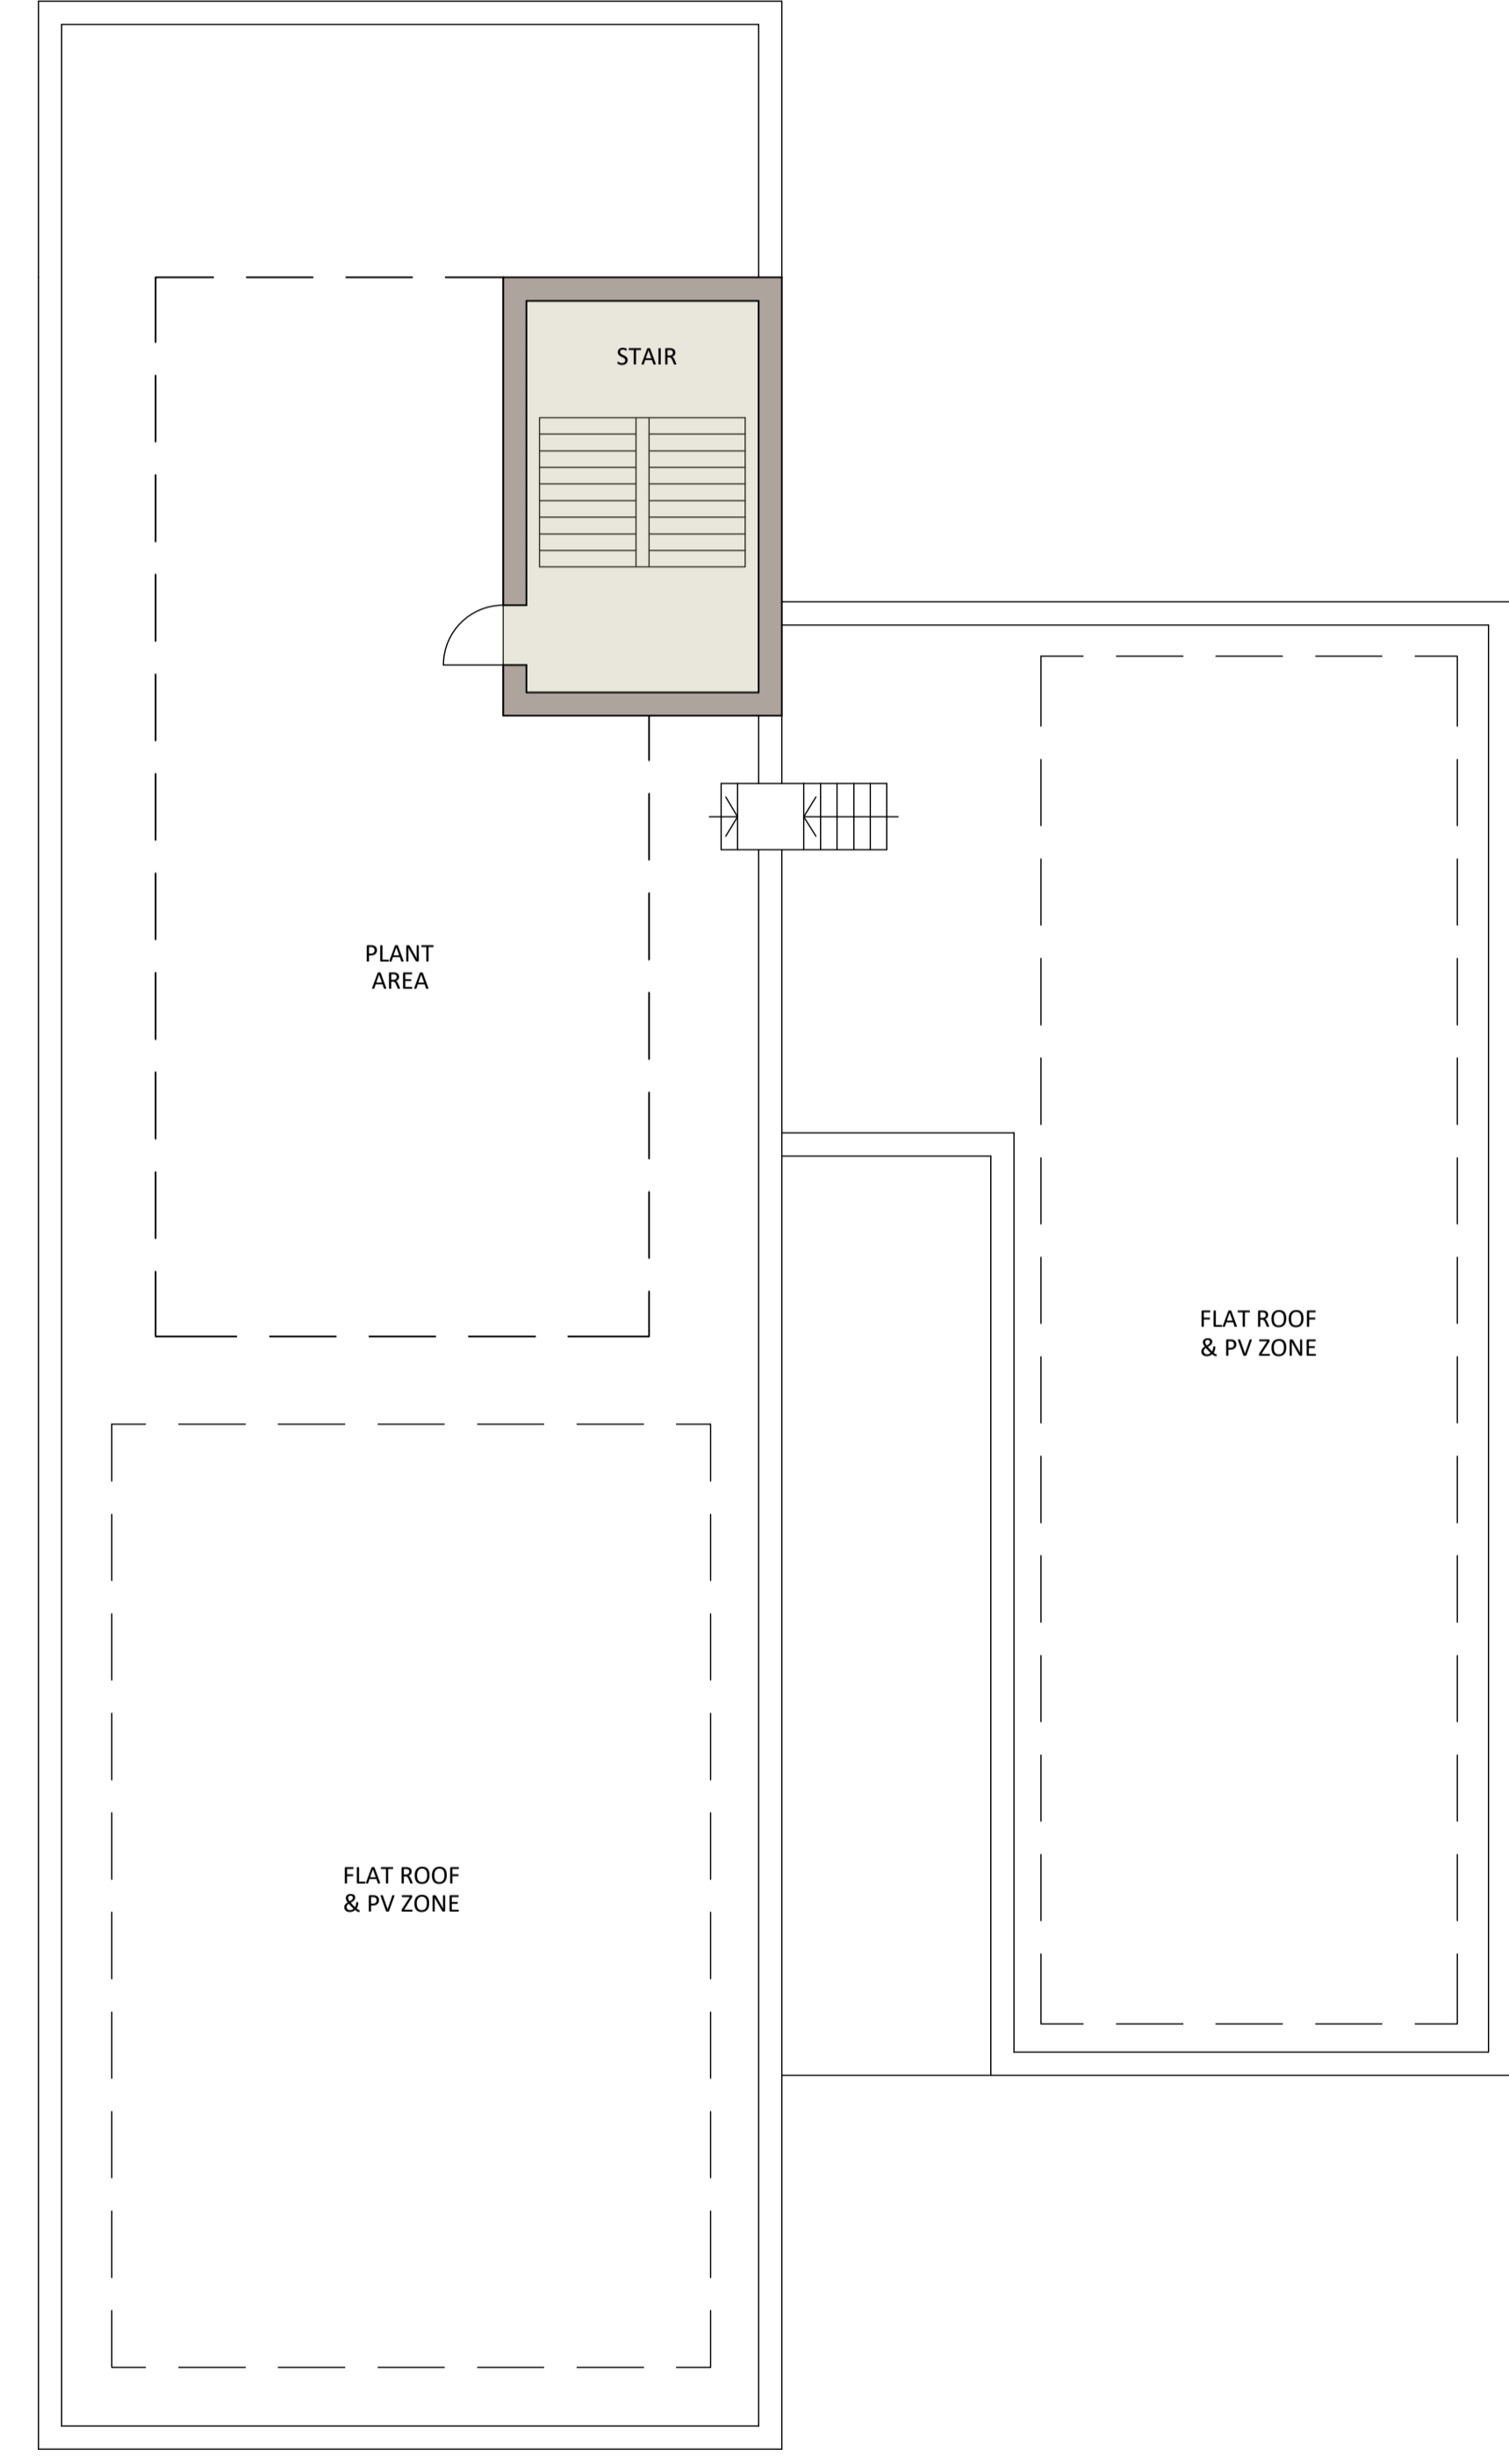 STAIR
PLANT
AREA
FLAT ROOF
& PV ZONE
FLAT ROOF
& PV ZONE